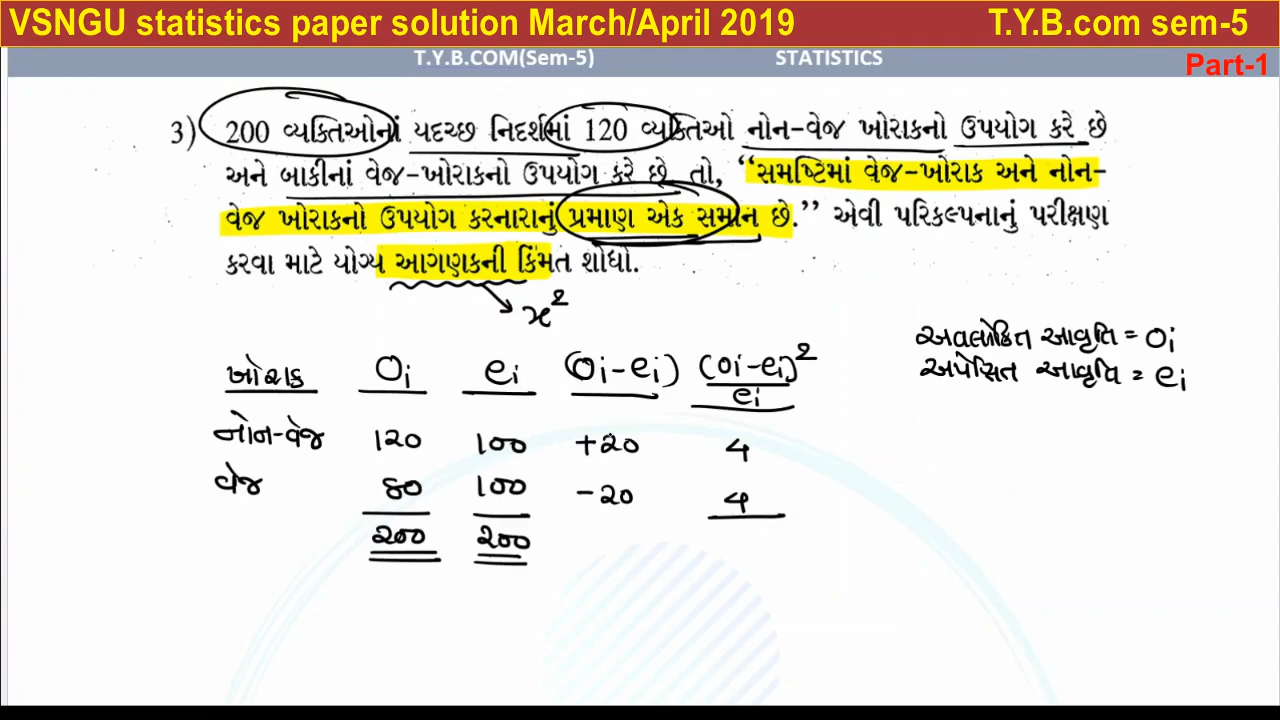 VSNGU statistics paper solution March/April 2019 T.Y.B.com sem-5
T.Y.B.COM(Sem-5) STATISTICS
Part-1
3) 200 વ્યક્તિઓનાં યદચ્છ નિદર્શમાં 120 વ્યક્તિઓ નોન-વેજ ખોરાકનો ઉપયોગ કરે છે
અને બાકીનાં વેજ-ખોરાકનો ઉપયોગ કરે છે. તો, “સમષ્ટિમાં વેજ-ખોરાક અને નોન-
વેજ ખોરાકનો ઉપયોગ કરનારાનું પ્રમાણ એક સમાન છે.” એવી પરિકલ્પનાનું પરીક્ષણ
કરવા માટે યોગ્ય આગણકની કિંમત શોધો.
x²
અવલોકિત આવૃતિ = Oi
અપેક્ષિત આવૃતિ = ei
ખોરાક Oi ei (Oi-ei) (Oi-ei)²/ei
નોન-વેજ 120 100 +20 4
વેજ 80 100 -20 4
200 200